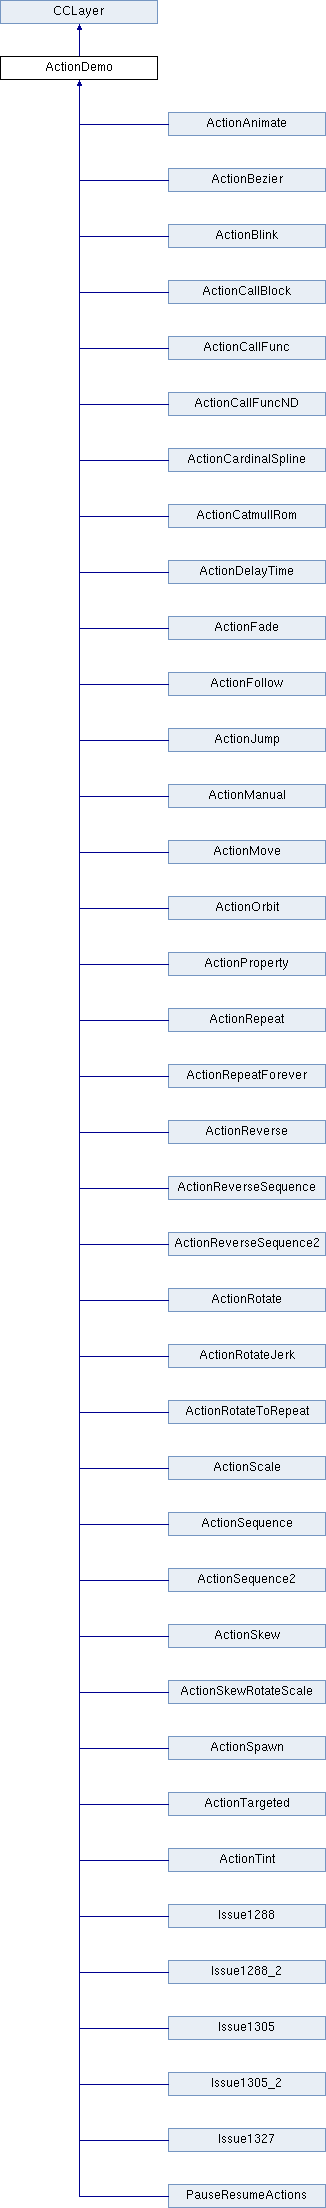 CCLayer
ActionDemo
ActionAnimate
ActionBezier
ActionBlink
ActionCallBlock
ActionCallFunc
ActionCallFuncND
ActionCardinalSpline
ActionCatmullRom
ActionDelayTime
ActionFade
ActionFollow
ActionJump
ActionManual
ActionMove
ActionOrbit
ActionProperty
ActionRepeat
ActionRepeatForever
ActionReverse
ActionReverseSequence
ActionReverseSequence2
ActionRotate
ActionRotateJerk
ActionRotateToRepeat
ActionScale
ActionSequence
ActionSequence2
ActionSkew
ActionSkewRotateScale
ActionSpawn
ActionTargeted
ActionTint
Issue1288
Issue1288_2
Issue1305
Issue1305_2
Issue1327
PauseResumeActions